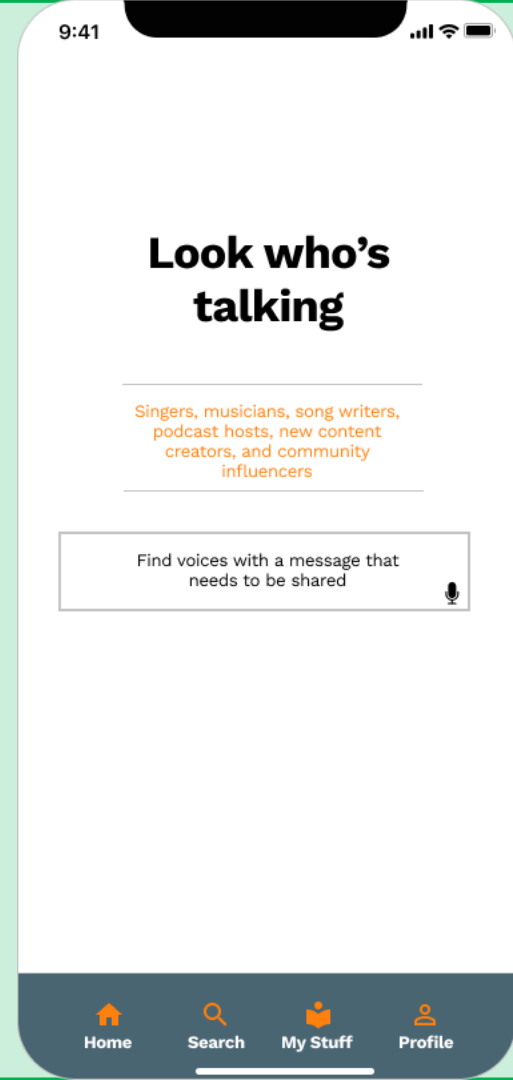 9:41
Look who’s
talking
Singers, musicians, song writers,
podcast hosts, new content
creators, and community
influencers
Find voices with a message that
needs to be shared
Home Search My Stuff Profile